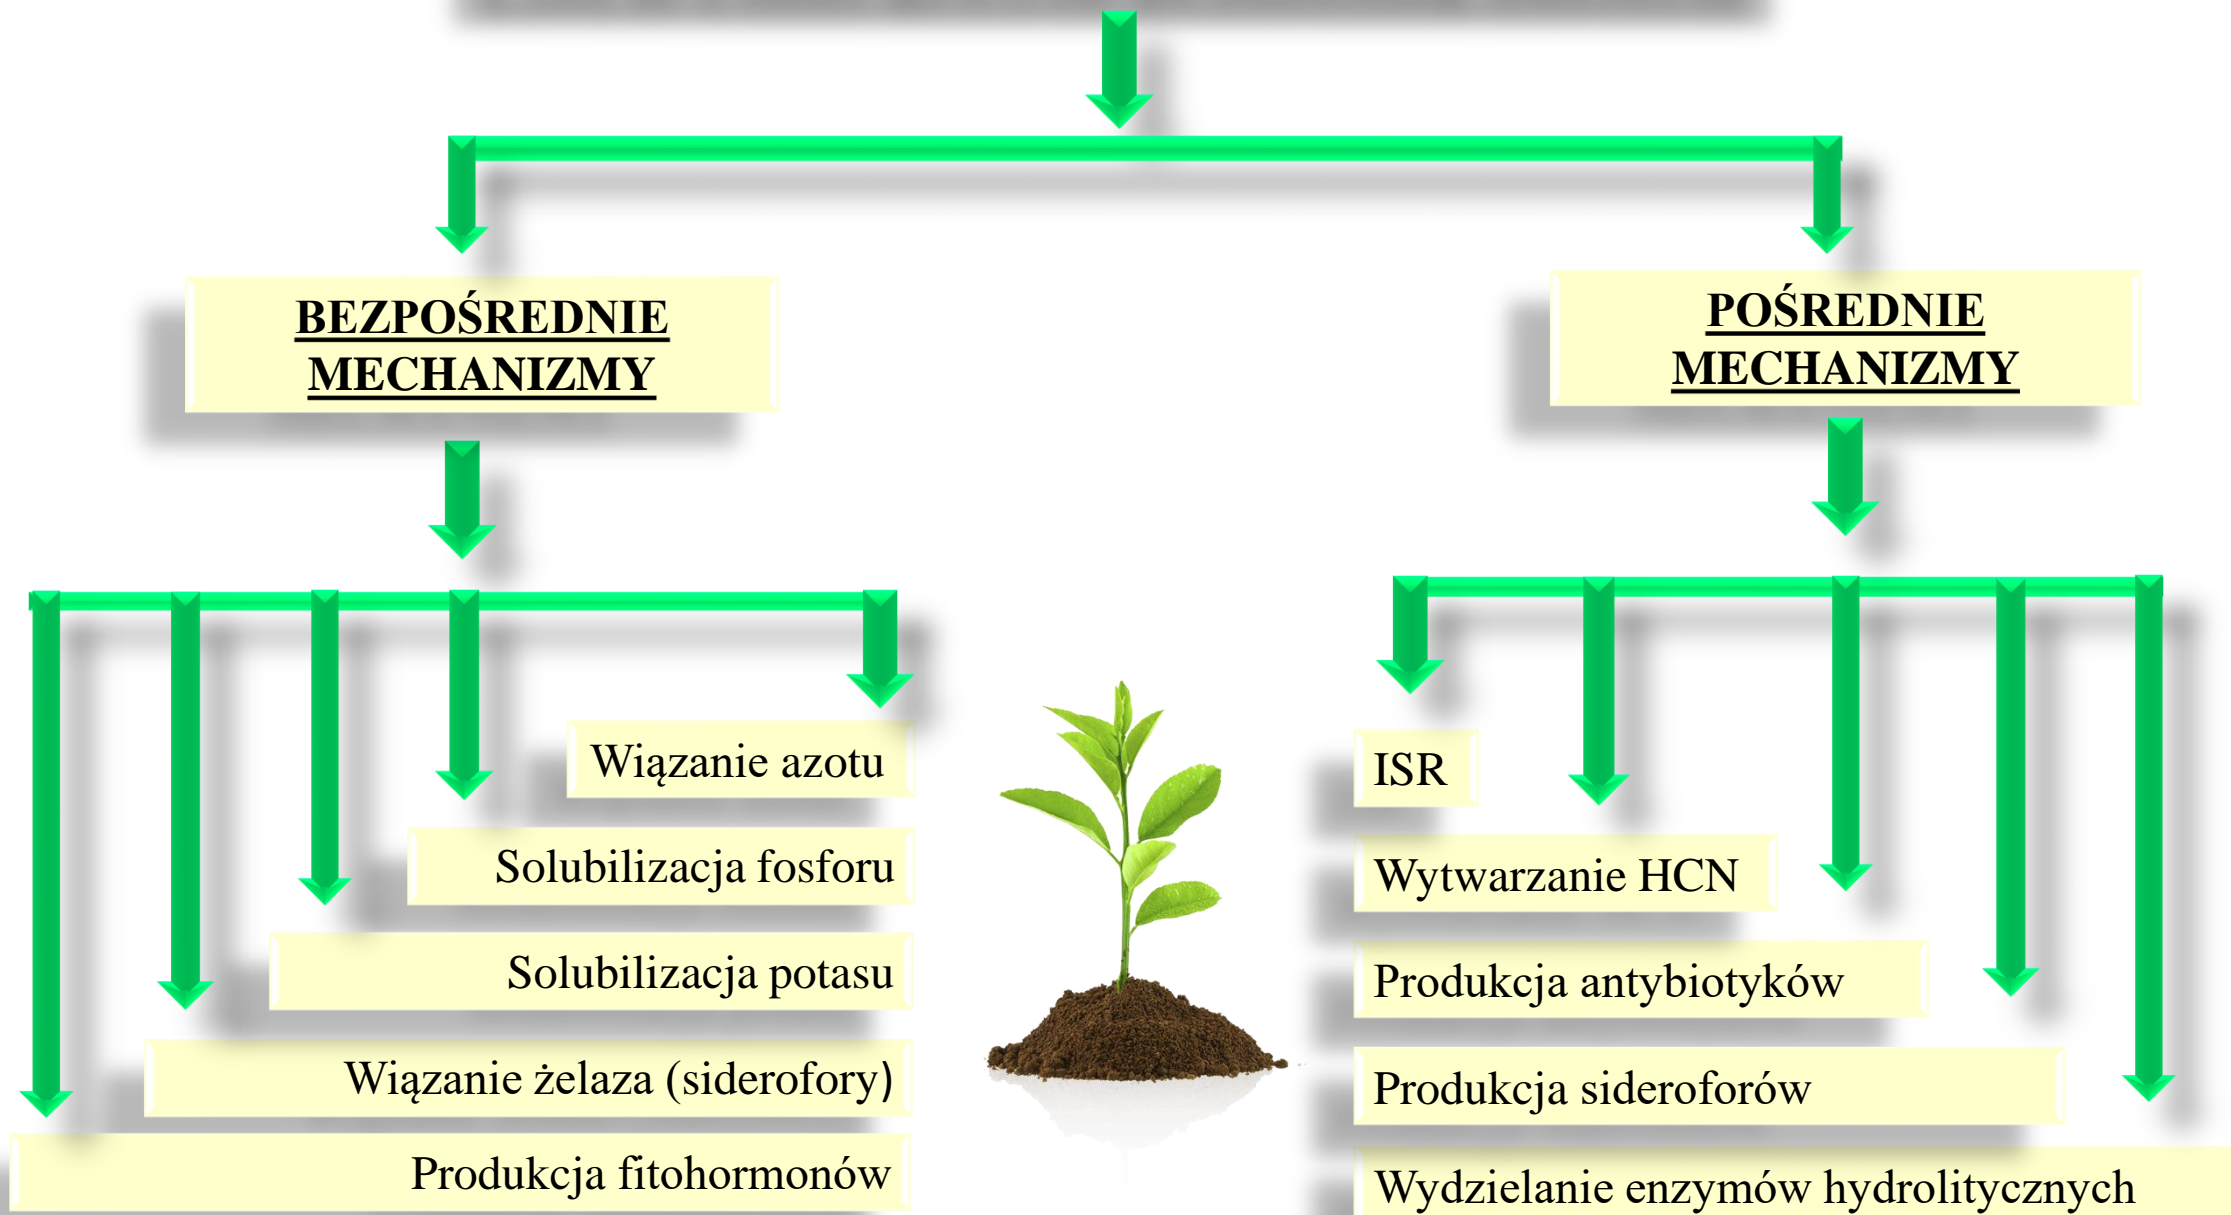 BEZPOŚREDNIE
MECHANIZMY
Wiązanie azotu
Solubilizacja fosforu
Solubilizacja potasu
Wiązanie żelaza (siderofory)
Produkcja fitohormonów
POŚREDNIE
MECHANIZMY
ISR
Wytwarzanie HCN
Produkcja antybiotyków
Produkcja sideroforów
Wydzielanie enzymów hydrolitycznych